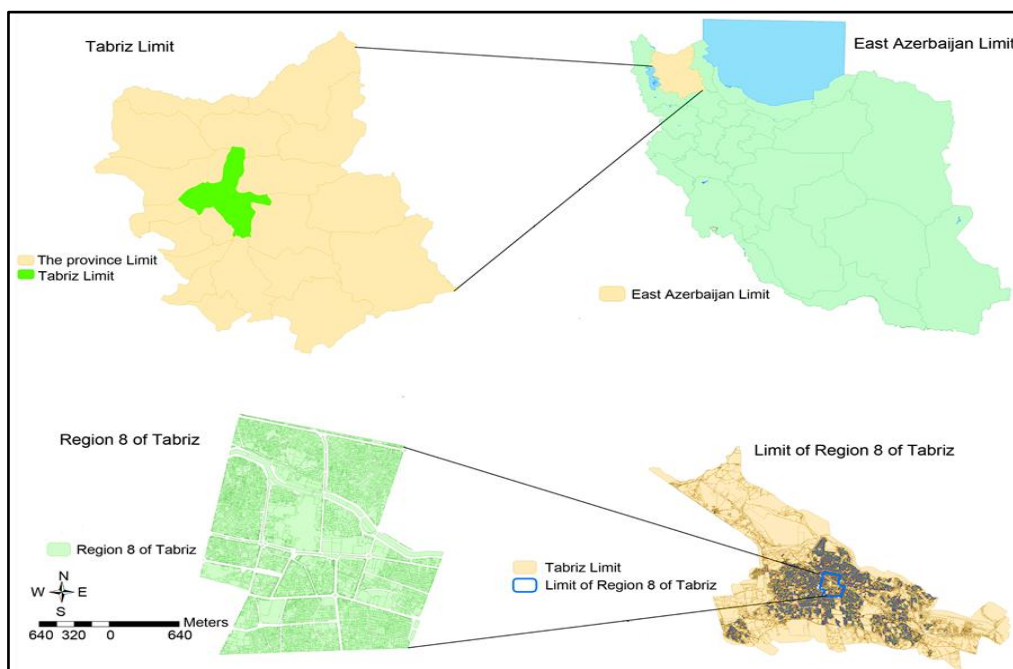 Tabriz Limit
East Azerbaijan Limit
The province Limit
Tabriz Limit
East Azerbaijan Limit
Region 8 of Tabriz
Limit of Region 8 of Tabriz
Region 8 of Tabriz
Tabriz Limit
Limit of Region 8 of Tabriz
N
W E
S
Meters
640 320 0 640